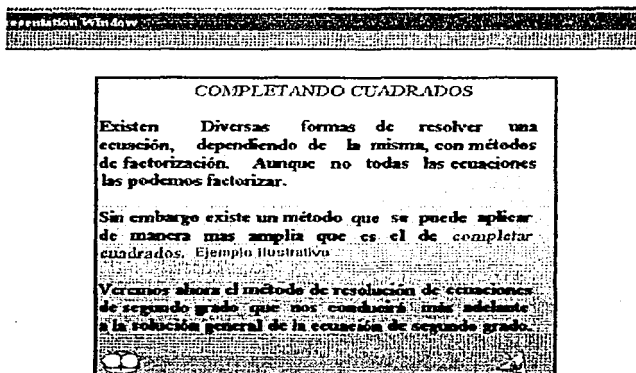 Presentation Window
COMPLETANDO CUADRADOS
Existen Diversas formas de resolver una
ecuación, dependiendo de la misma, con métodos
de factorización. Aunque no todas las ecuaciones
las podemos factorizar.
Sin embargo existe un método que se puede aplicar
de manera mas amplia que es el de completar
cuadrados. Ejemplo Ilustrativo
Veremos ahora el método de resolución de ecuaciones
de segundo grado, que nos conducirá más adelante
a la solución general de la ecuación de segundo grado.